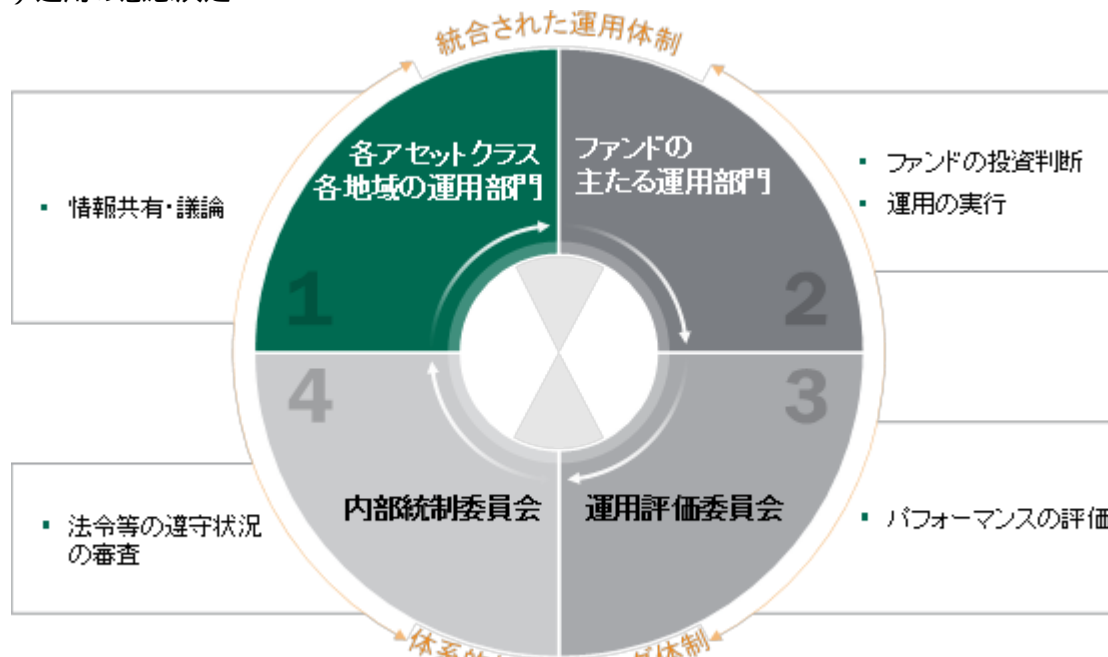 統合された運用体制
各アセットクラス
各地域の運用部門
ファンドの
主たる運用部門
・ 情報共有・議論
▪ ファンドの投資判断
▪ 運用の実行
1
2
4
3
内部統制委員会
運用評価委員会
▪ 法令等の遵守状況
の審査
▪ パフォーマンスの評価